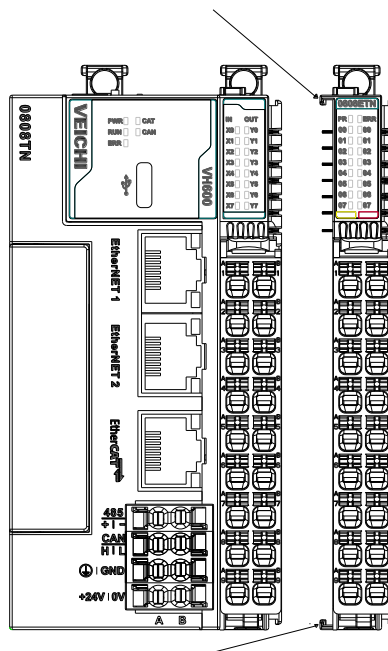 0808TN
VEICHI
PWR CAT
RUN CAN
ERR
VH600
IN OUT
X0 Y0
X1 Y1
X2 Y2
X3 Y3
X4 Y4
X5 Y5
X6 Y6
X7 Y7
0808ETN
PR ERR
00 00
01 01
02 02
03 03
04 04
05 05
06 06
07 07
EtherNET 1
EtherNET 2
EtherCAT
485
+ | -
CAN
H | L
| GND
+24V | 0V
A B